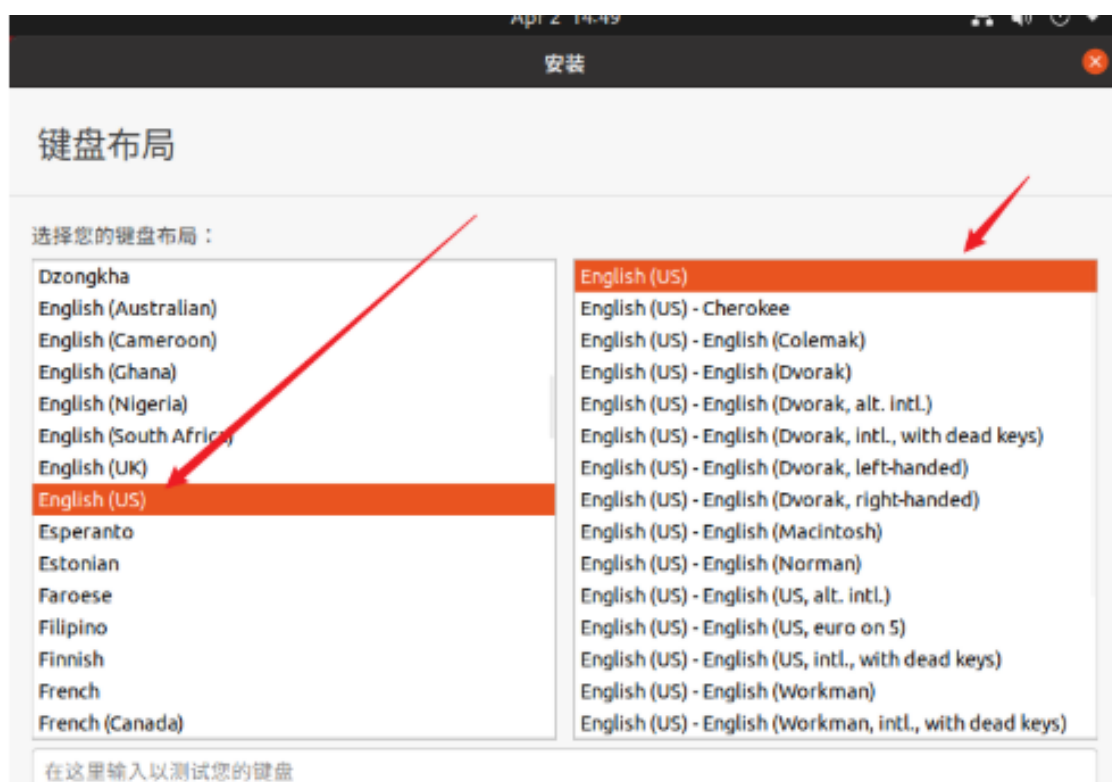 Apr 2 14:49
安装
键盘布局
选择您的键盘布局：
Dzongkha
English (Australian)
English (Cameroon)
English (Ghana)
English (Nigeria)
English (South Africa)
English (UK)
English (US)
Esperanto
Estonian
Faroese
Filipino
Finnish
French
French (Canada)
English (US)
English (US) - Cherokee
English (US) - English (Colemak)
English (US) - English (Dvorak)
English (US) - English (Dvorak, alt. intl.)
English (US) - English (Dvorak, intl., with dead keys)
English (US) - English (Dvorak, left-handed)
English (US) - English (Dvorak, right-handed)
English (US) - English (Macintosh)
English (US) - English (Norman)
English (US) - English (US, alt. intl.)
English (US) - English (US, euro on 5)
English (US) - English (US, intl., with dead keys)
English (US) - English (Workman)
English (US) - English (Workman, intl., with dead keys)
在这里输入以测试您的键盘